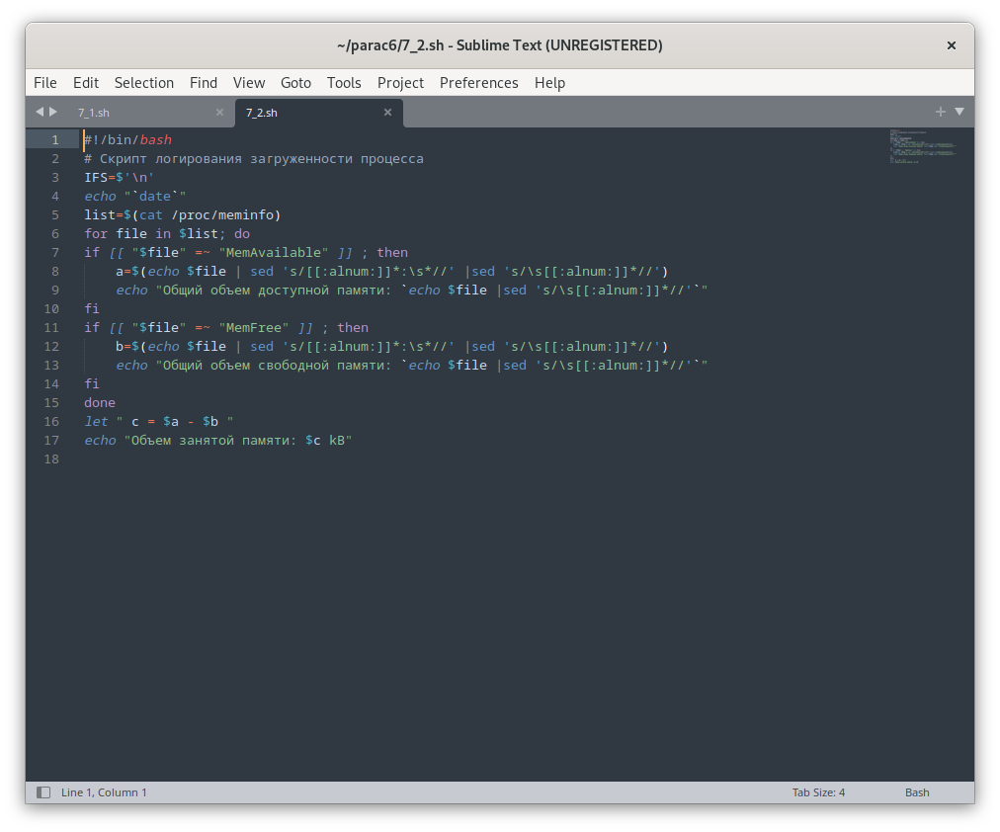 ~/parac6/7_2.sh - Sublime Text (UNREGISTERED)
File Edit Selection Find View Goto Tools Project Preferences Help
7_1.sh 7_2.sh
1 #!/bin/bash
2 # Скрипт логирования загруженности процесса
3 IFS=$'\n'
4 echo "`date`"
5 list=$(cat /proc/meminfo)
6 for file in $list; do
7 if [[ "$file" =~ "MemAvailable" ]] ; then
8     a=$(echo $file | sed 's/[[:alnum:]]*:\s*//' |sed 's/\s[[:alnum:]]*//')
9     echo "Общий объем доступной памяти: `echo $file |sed 's/\s[[:alnum:]]*//'`"
10 fi
11 if [[ "$file" =~ "MemFree" ]] ; then
12     b=$(echo $file | sed 's/[[:alnum:]]*:\s*//' |sed 's/\s[[:alnum:]]*//')
13     echo "Общий объем свободной памяти: `echo $file |sed 's/\s[[:alnum:]]*//'`"
14 fi
15 done
16 let " c = $a - $b "
17 echo "Объем занятой памяти: $c kB"
18
Line 1, Column 1 Tab Size: 4 Bash